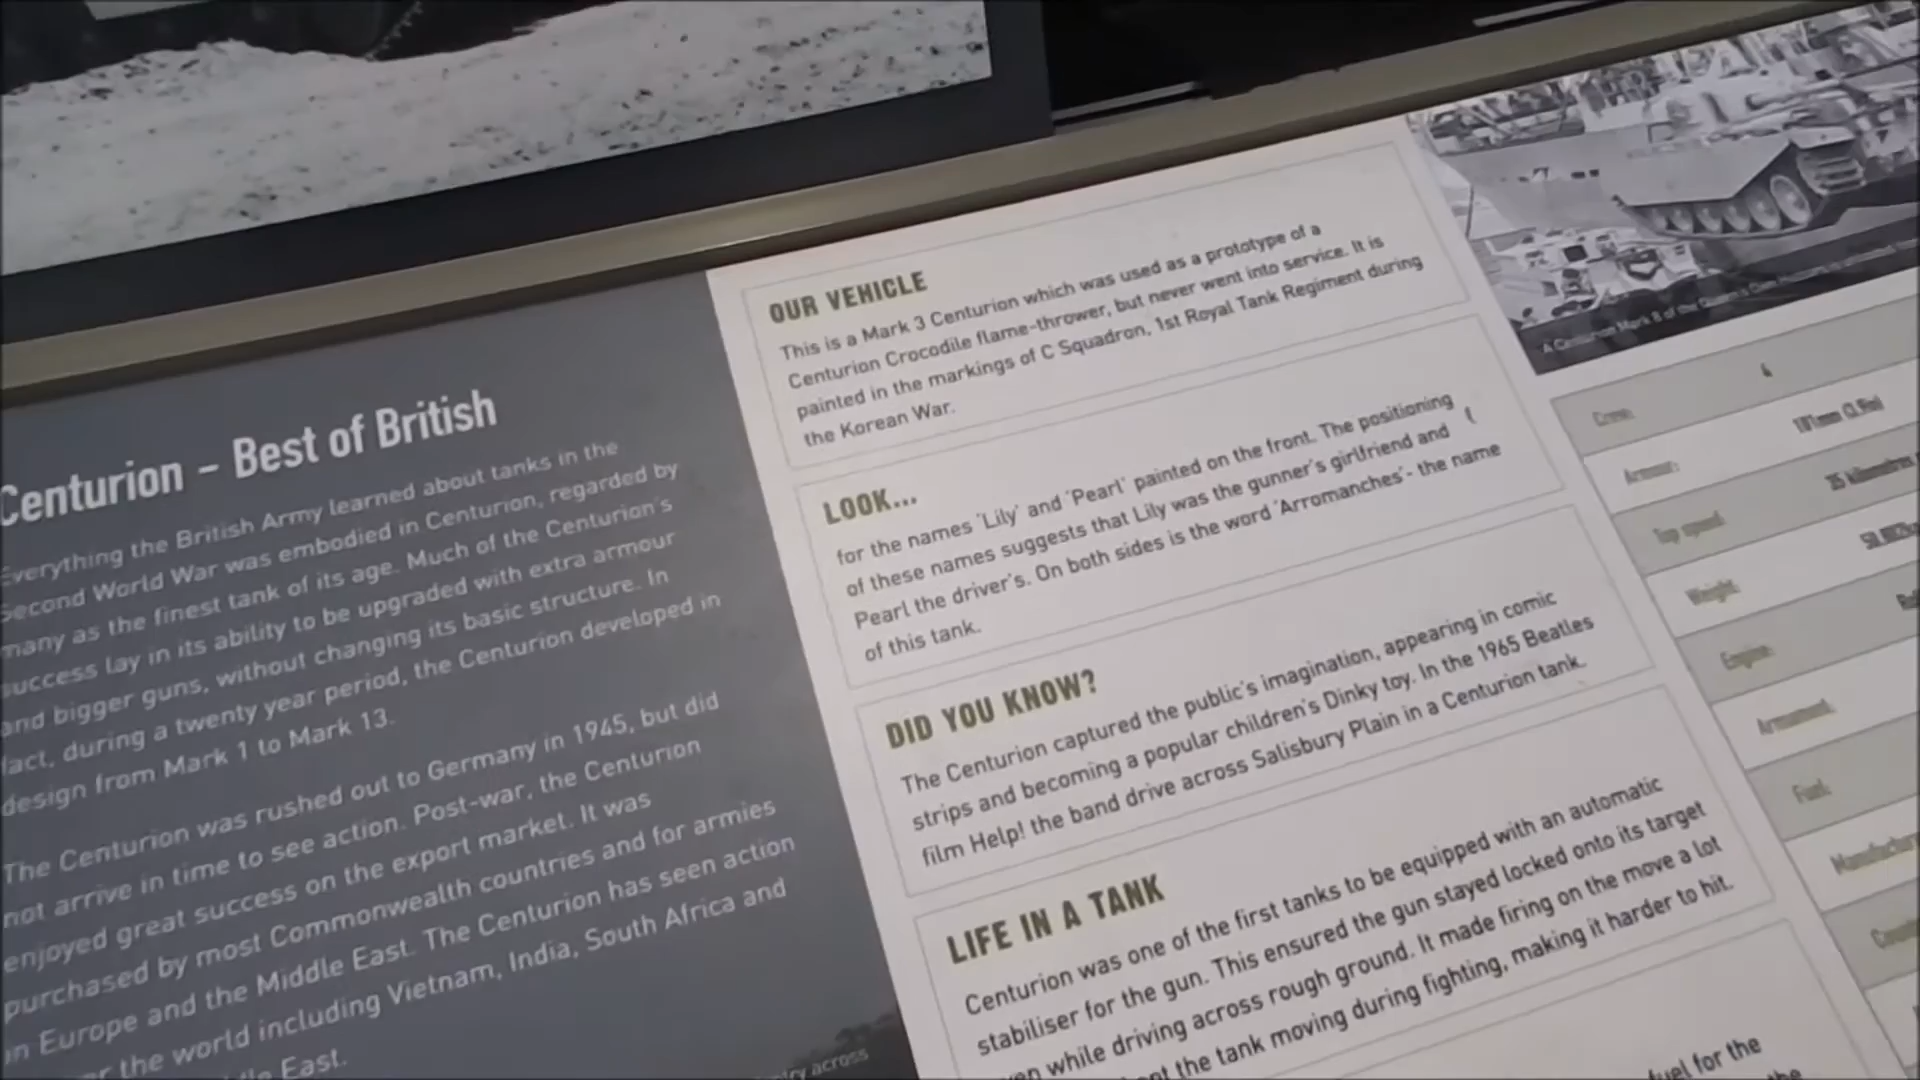 Centurion – Best of British
Everything the British Army learned about tanks in the
Second World War was embodied in Centurion, regarded by
many as the finest tank of its age. Much of the Centurion's
success lay in its ability to be upgraded with extra armour
and bigger guns, without changing its basic structure. In
fact, during a twenty year period, the Centurion developed in
design from Mark 1 to Mark 13.
The Centurion was rushed out to Germany in 1945, but did
not arrive in time to see action. Post-war, the Centurion
enjoyed great success on the export market. It was
purchased by most Commonwealth countries and for armies
in Europe and the Middle East. The Centurion has seen action
the world including Vietnam, India, South Africa and
East.
across
OUR VEHICLE
This is a Mark 3 Centurion which was used as a prototype of a
Centurion Crocodile flame-thrower, but never went into service. It is
painted in the markings of C Squadron, 1st Royal Tank Regiment during
the Korean War.
LOOK...
for the names 'Lily' and 'Pearl' painted on the front. The positioning
of these names suggests that Lily was the gunner's girlfriend and
Pearl the driver's. On both sides is the word 'Arromanches'- the name
of this tank.
DID YOU KNOW?
The Centurion captured the public's imagination, appearing in comic
strips and becoming a popular children's Dinky toy. In the 1965 Beatles
film Help! the band drive across Salisbury Plain in a Centurion tank.
LIFE IN A TANK
Centurion was one of the first tanks to be equipped with an automatic
stabiliser for the gun. This ensured the gun stayed locked onto its target
while driving across rough ground. It made firing on the move a lot
the tank moving during fighting, making it harder to hit.
fuel for the
A Centurion Mark 8 of the
Crew: 4
Armour:
Top speed:
Weight:
Engine:
Armament:
Fuel: